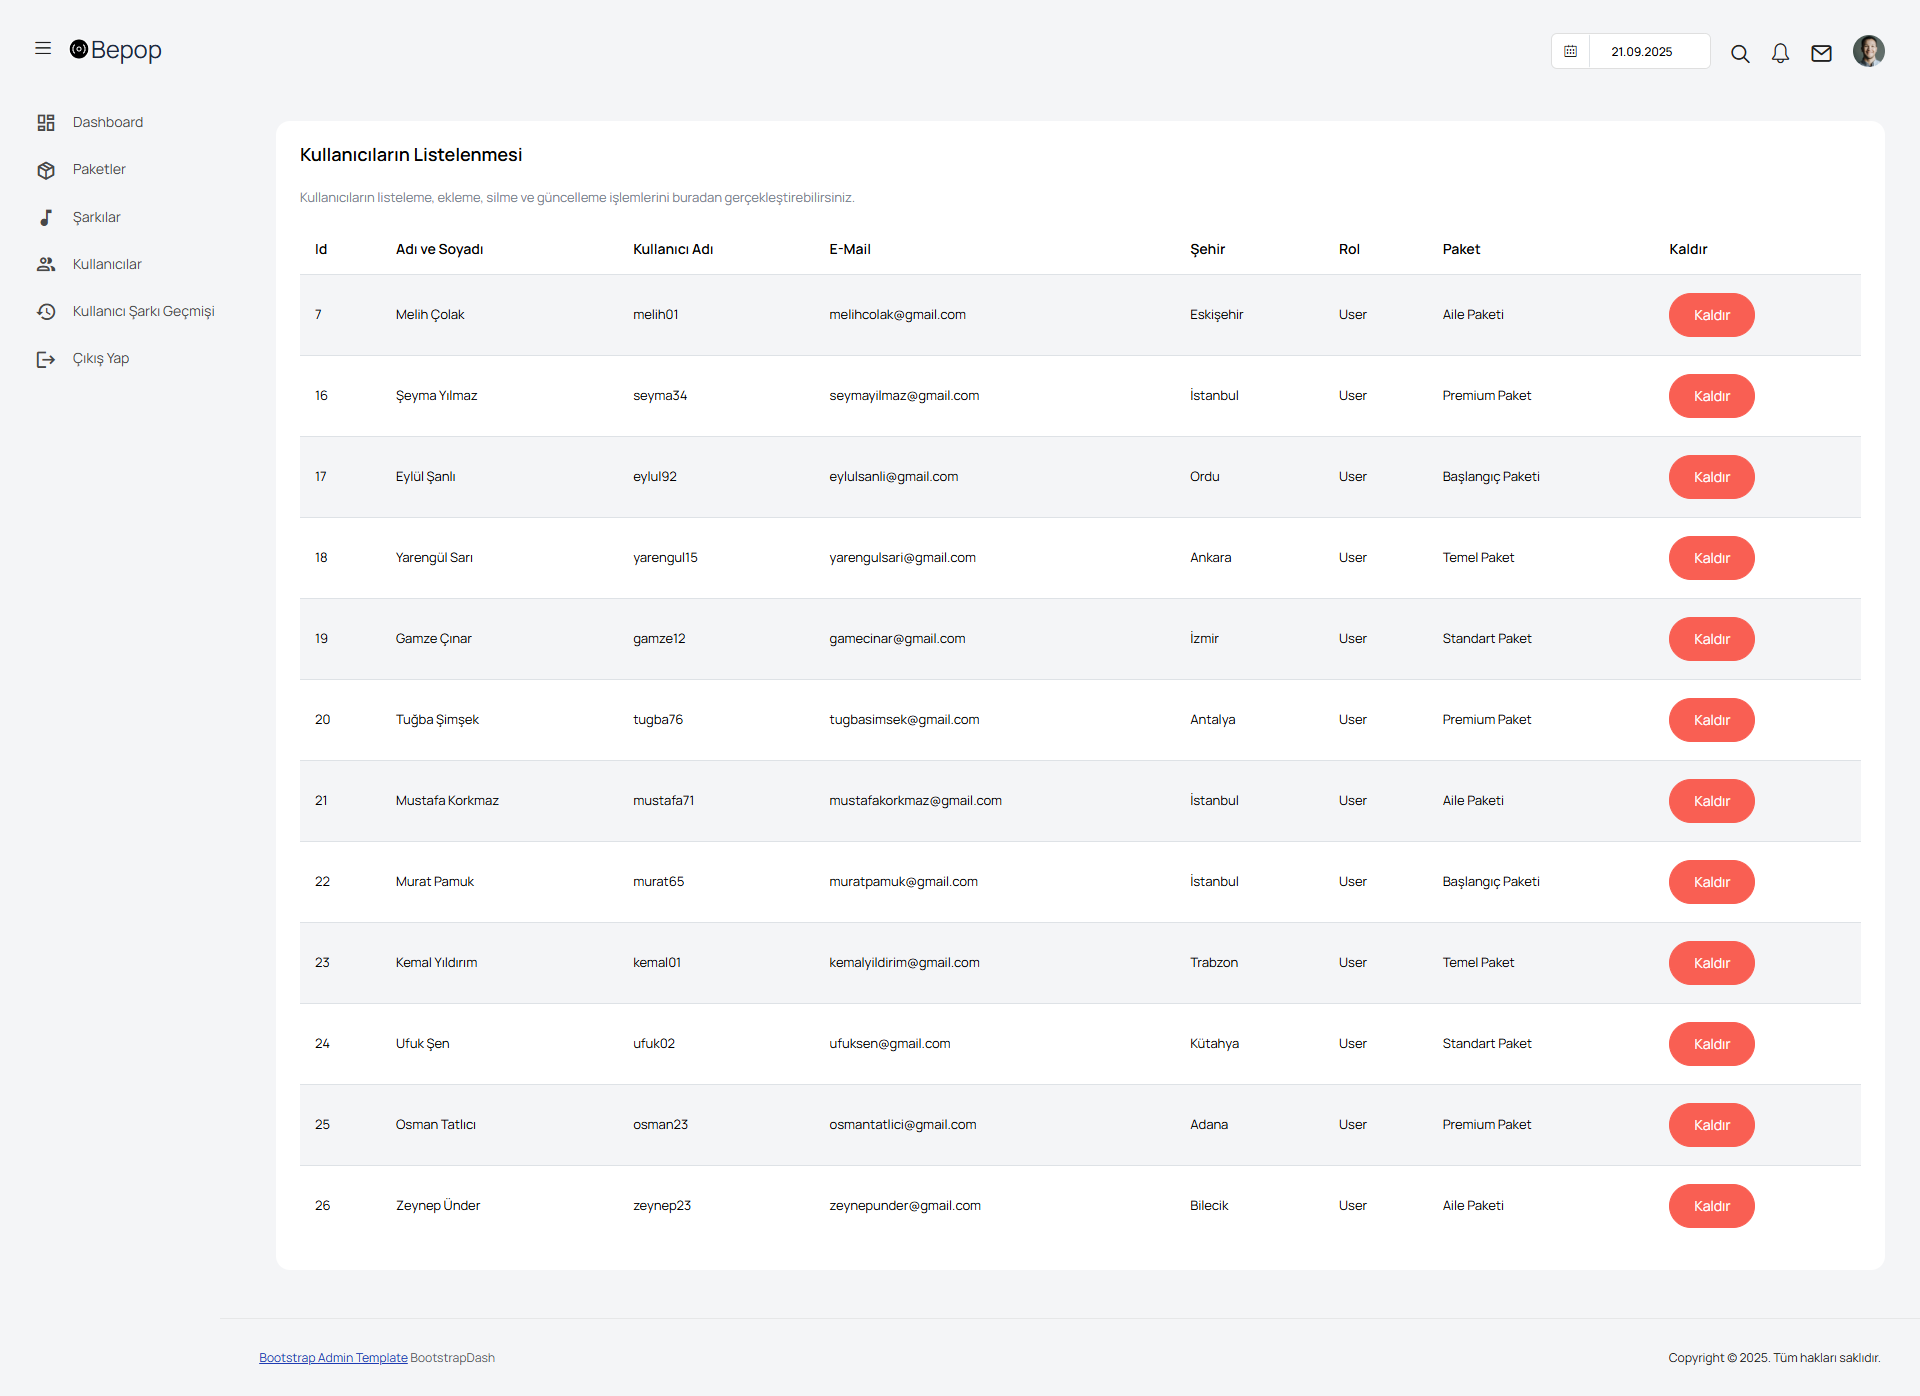 Bepop
21.09.2025
Dashboard
Paketler
Şarkılar
Kullanıcılar
Kullanıcı Şarkı Geçmişi
Çıkış Yap
Kullanıcıların Listelenmesi
Kullanıcıların listeleme, ekleme, silme ve güncelleme işlemlerini buradan gerçekleştirebilirsiniz.
Id Adı ve Soyadı Kullanıcı Adı E-Mail Şehir Rol Paket Kaldır
7 Melih Çolak melih01 melihcolak@gmail.com Eskişehir User Aile Paketi Kaldır
16 Şeyma Yılmaz seyma34 seymayilmaz@gmail.com İstanbul User Premium Paket Kaldır
17 Eylül Şanlı eylul92 eylulsanli@gmail.com Ordu User Başlangıç Paketi Kaldır
18 Yarengül Sarı yarengul15 yarengulsari@gmail.com Ankara User Temel Paket Kaldır
19 Gamze Çınar gamze12 gamecinar@gmail.com İzmir User Standart Paket Kaldır
20 Tuğba Şimşek tugba76 tugbasimsek@gmail.com Antalya User Premium Paket Kaldır
21 Mustafa Korkmaz mustafa71 mustafakorkmaz@gmail.com İstanbul User Aile Paketi Kaldır
22 Murat Pamuk murat65 muratpamuk@gmail.com İstanbul User Başlangıç Paketi Kaldır
23 Kemal Yıldırım kemal01 kemalyildirim@gmail.com Trabzon User Temel Paket Kaldır
24 Ufuk Şen ufuk02 ufuksen@gmail.com Kütahya User Standart Paket Kaldır
25 Osman Tatlıcı osman23 osmantatlici@gmail.com Adana User Premium Paket Kaldır
26 Zeynep Ünder zeynep23 zeynepunder@gmail.com Bilecik User Aile Paketi Kaldır
Bootstrap Admin Template BootstrapDash
Copyright © 2025. Tüm hakları saklıdır.